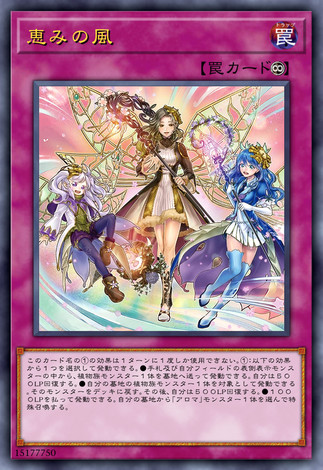 恵みの風
トラップ
罠
【罠カード∞】
このカード名の①の効果は1ターンに1度しか使用できない。①:以下の効果
から1つを選択して発動できる。●手札及び自分フィールドの表側表示モンス
ターの中から、植物族モンスター1体を墓地へ送って発動できる。自分は50
0LP回復する。●自分の墓地の植物族モンスター1体を対象として発動でき
る。そのモンスターをデッキに戻す。その後、自分は500LP回復する。●10
00LPを払って発動できる。自分の墓地から「アロマ」モンスター1体を選んで特
殊召喚する。
15177750